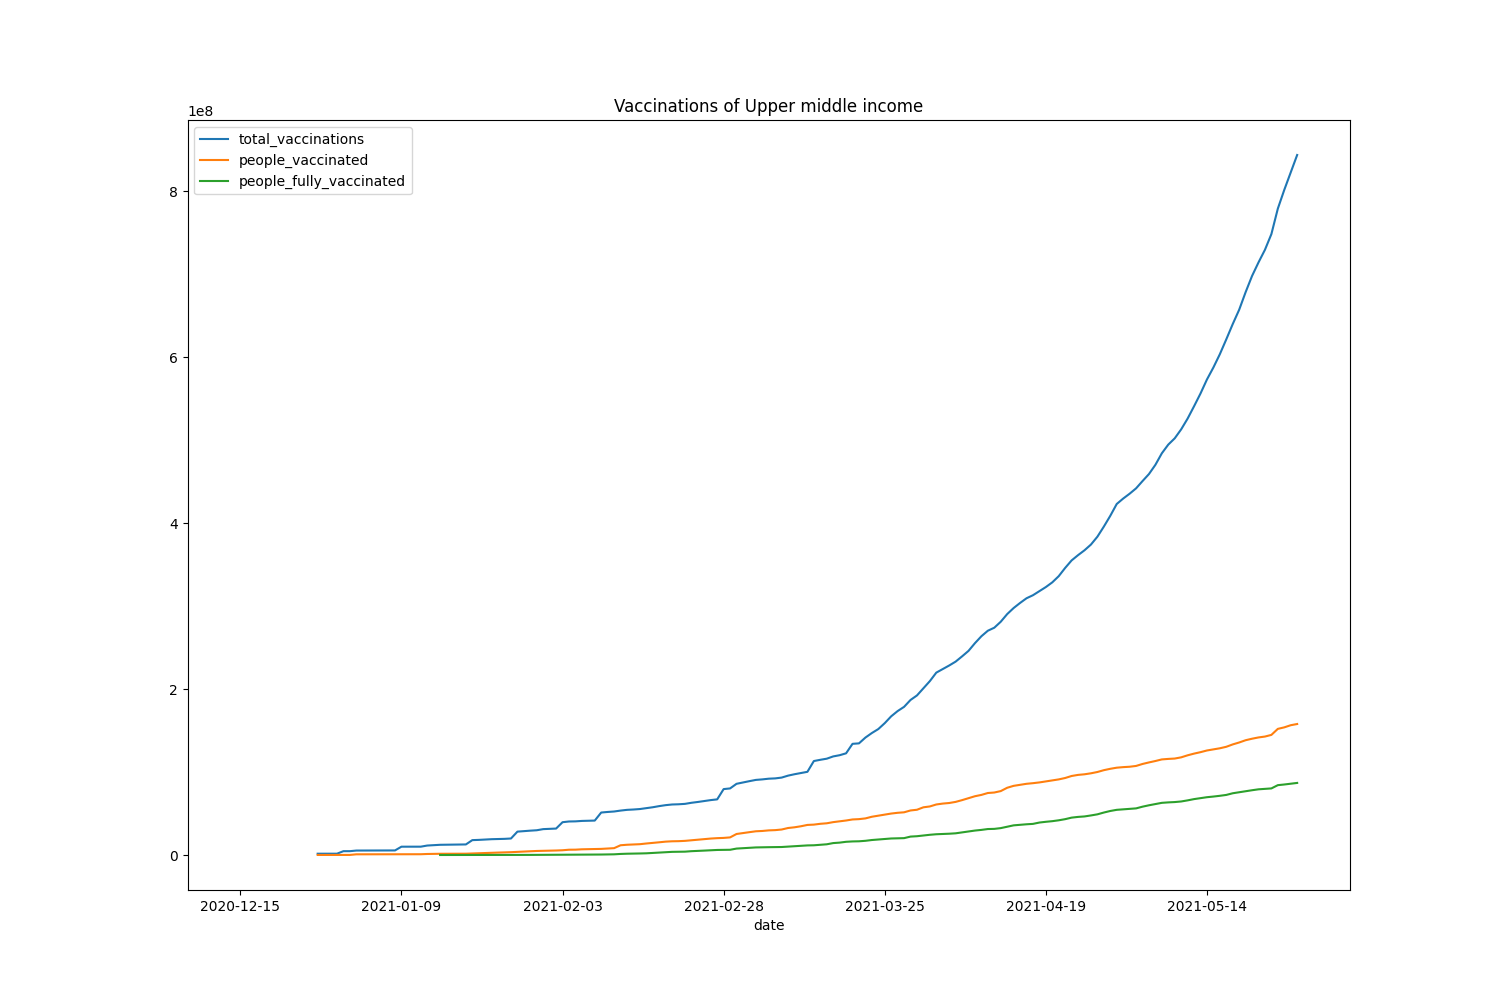 Vaccinations of Upper middle income
1e8
total_vaccinations
people_vaccinated
people_fully_vaccinated
8
6
4
2
0
2020-12-15 2021-01-09 2021-02-03 2021-02-28 2021-03-25 2021-04-19 2021-05-14
date